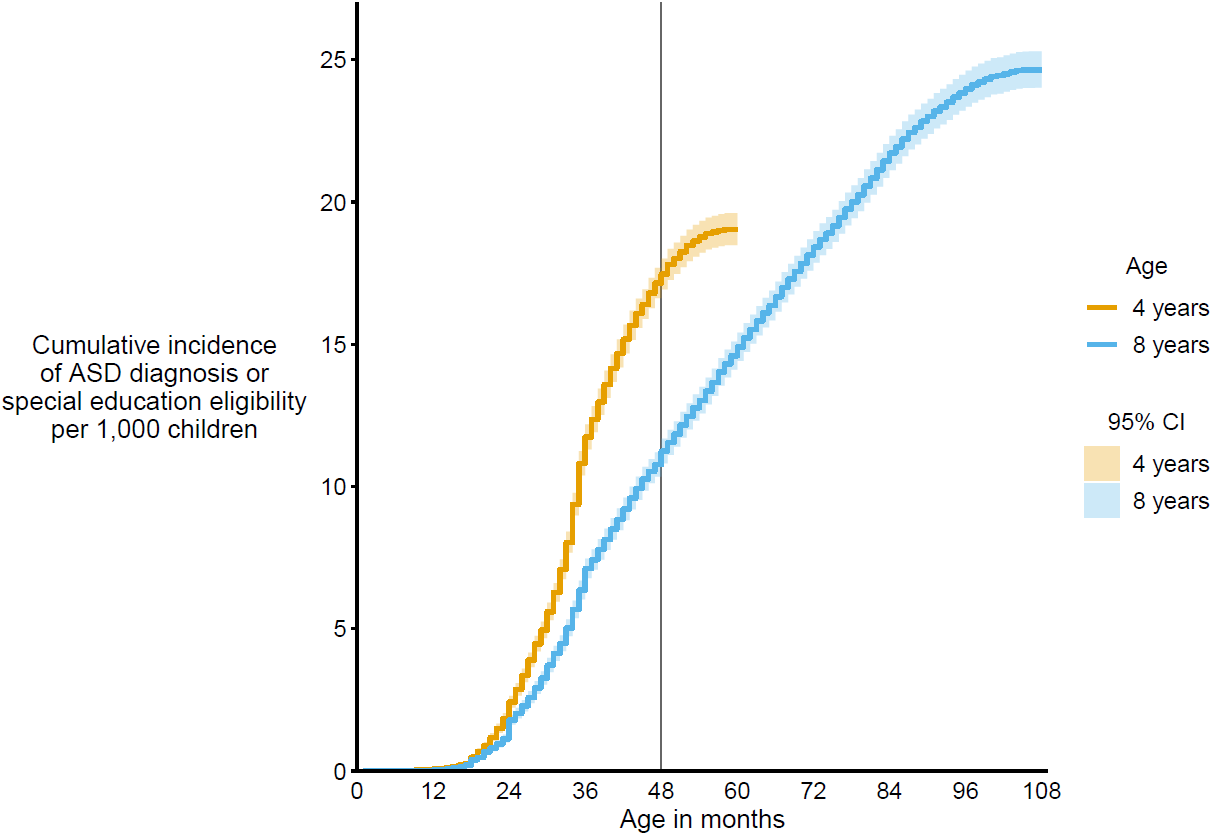 25
20
15
10
5
0
Cumulative incidence
of ASD diagnosis or
special education eligibility
per 1,000 children
0 12 24 36 48 60 72 84 96 108
Age in months
Age
4 years
8 years
95% CI
4 years
8 years